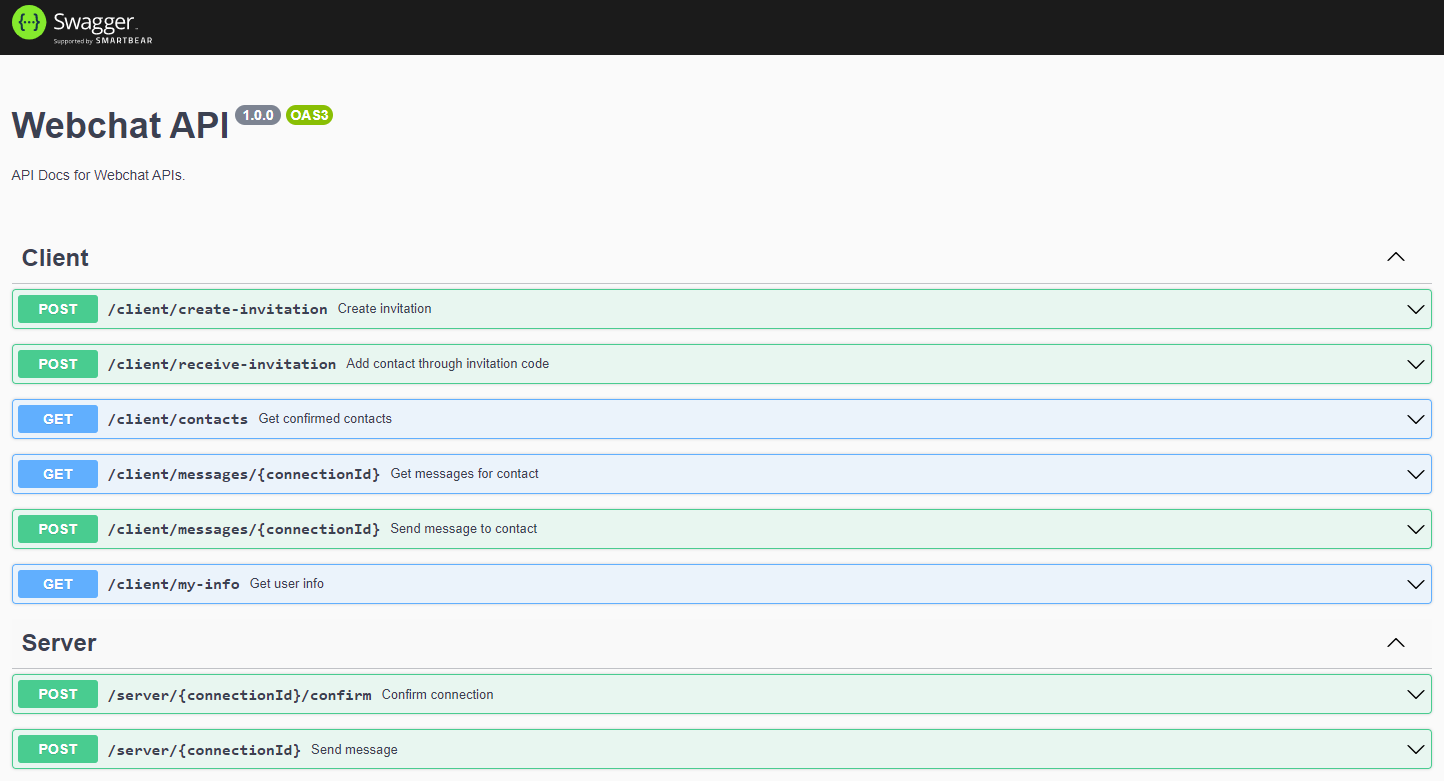 {···} Swagger.
Supported by SMARTBEAR
Webchat API 1.0.0 OAS3
API Docs for Webchat APIs.
Client
POST /client/create-invitation Create invitation
POST /client/receive-invitation Add contact through invitation code
GET /client/contacts Get confirmed contacts
GET /client/messages/{connectionId} Get messages for contact
POST /client/messages/{connectionId} Send message to contact
GET /client/my-info Get user info
Server
POST /server/{connectionId}/confirm Confirm connection
POST /server/{connectionId} Send message